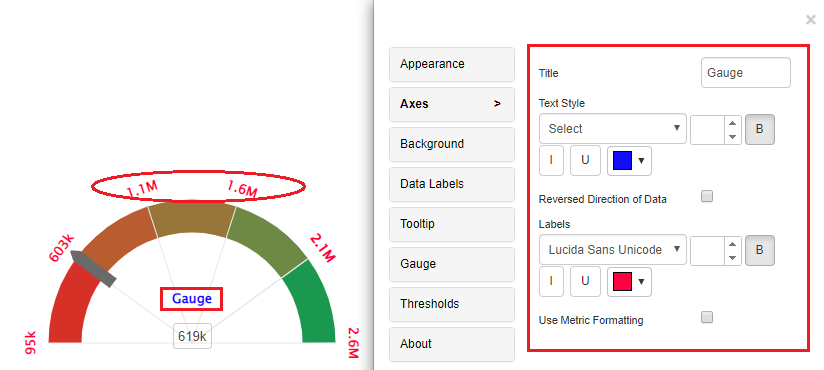 ×
Appearance
Axes >
Background
Data Labels
Tooltip
Gauge
Thresholds
About
Title Gauge
Text Style
Select B
I U
Reversed Direction of Data
Labels
Lucida Sans Unicode B
I U
Use Metric Formatting
95k
603k
1.1M
1.6M
2.1M
2.6M
Gauge
619k